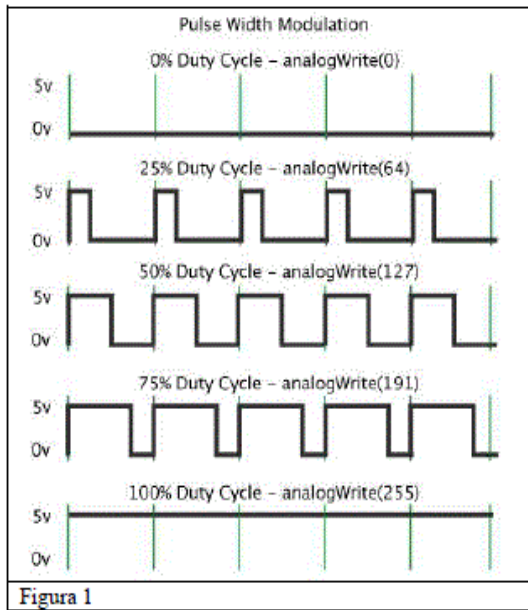 Pulse Width Modulation
0% Duty Cycle – analogWrite(0)
5v
0v
25% Duty Cycle – analogWrite(64)
5v
0v
50% Duty Cycle – analogWrite(127)
5v
0v
75% Duty Cycle – analogWrite(191)
5v
0v
100% Duty Cycle – analogWrite(255)
5v
0v
Figura 1